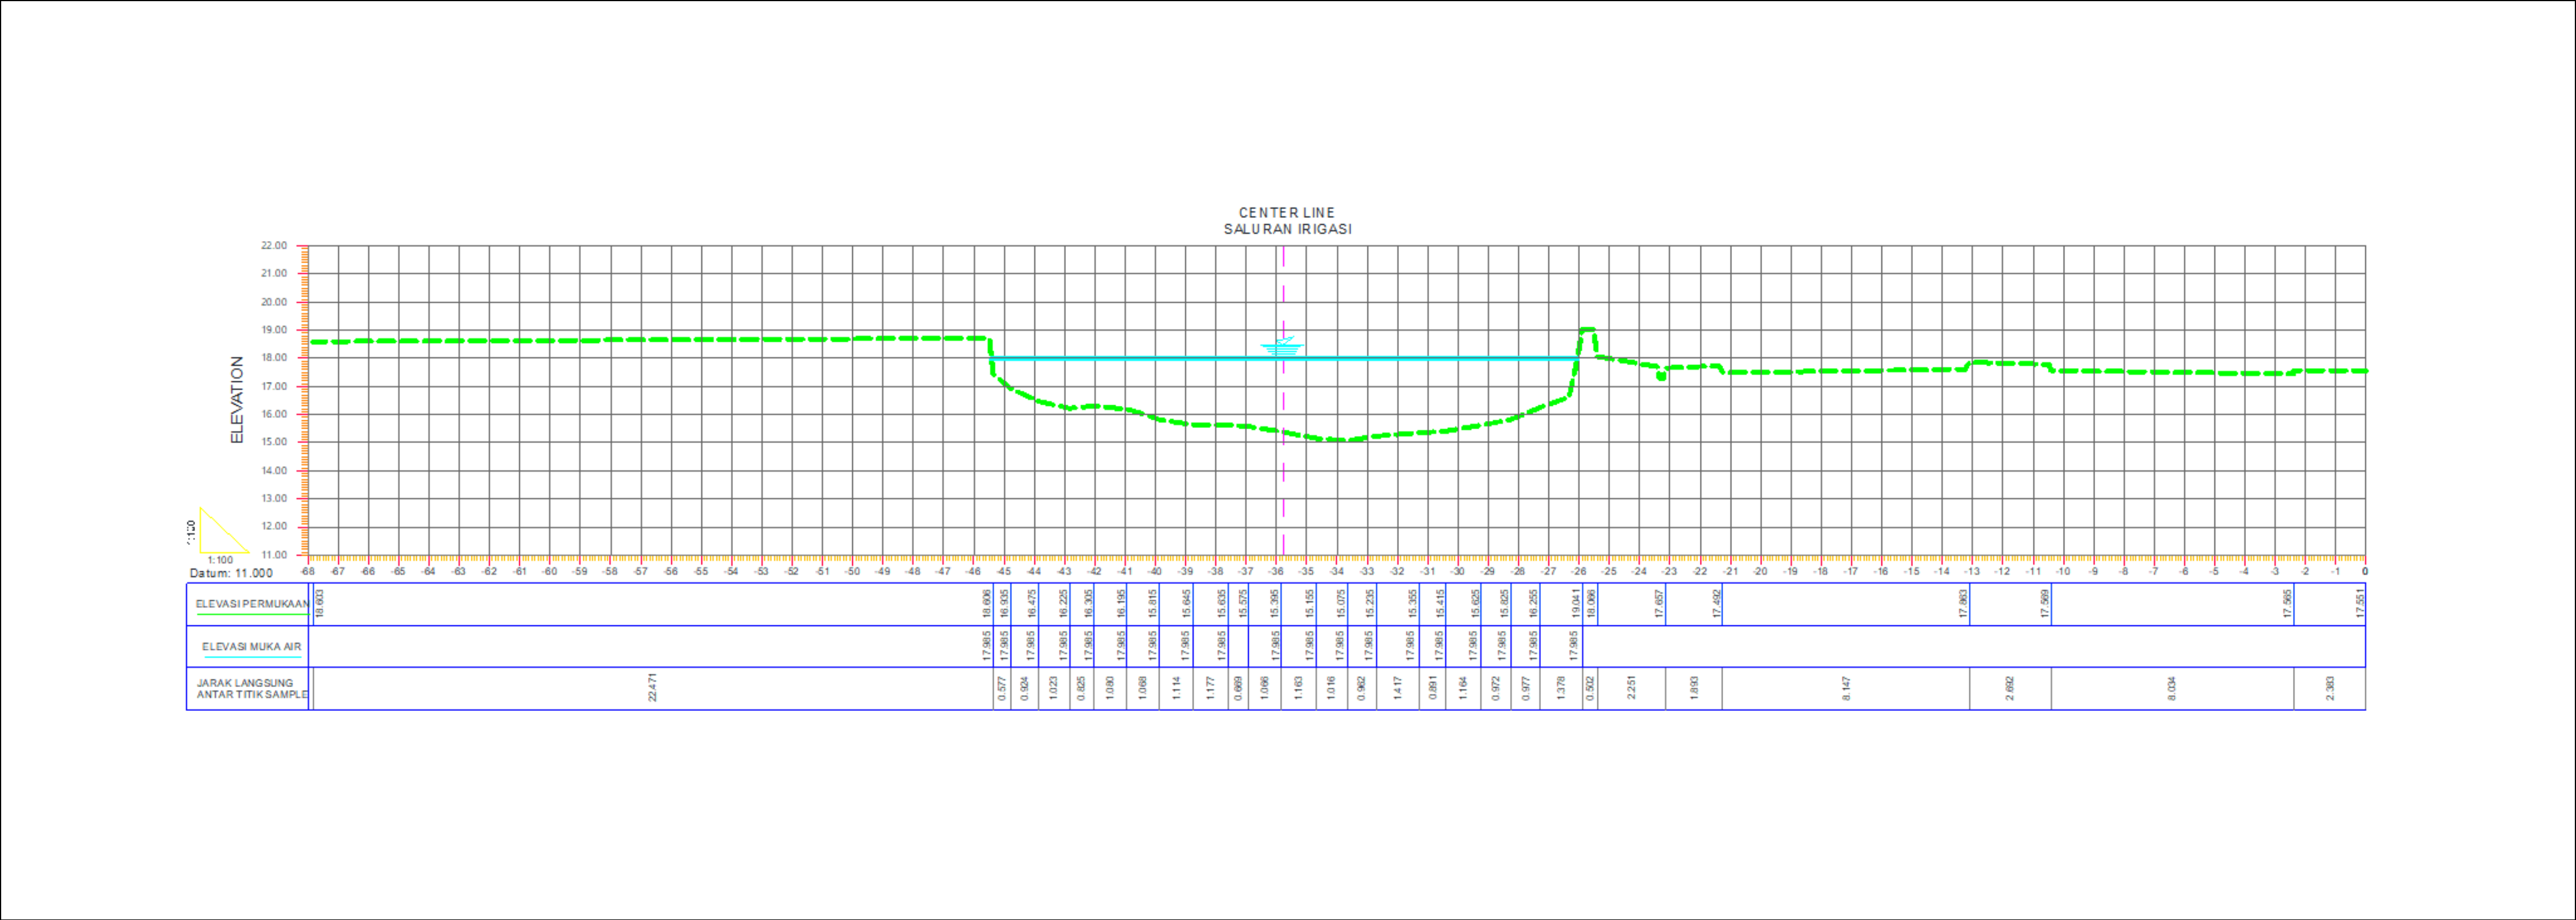 CENTER LINE
SALURAN IRIGASI
22.00
21.00
20.00
19.00
18.00
17.00
16.00
15.00
14.00
13.00
12.00
11.00
ELEVATION
1:100
1:100
Datum: 11.000
-68 -67 -66 -65 -64 -63 -62 -61 -60 -59 -58 -57 -56 -55 -54 -53 -52 -51 -50 -49 -48 -47 -46 -45 -44 -43 -42 -41 -40 -39 -38 -37 -36 -35 -34 -33 -32 -31 -30 -29 -28 -27 -26 -25 -24 -23 -22 -21 -20 -19 -18 -17 -16 -15 -14 -13 -12 -11 -10 -9 -8 -7 -6 -5 -4 -3 -2 -1 0
ELEVASI PERMUKAAN 18.603 18.606 16.935 16.475 16.225 16.305 16.195 15.815 15.645 15.635 15.575 15.395 15.155 15.075 15.235 15.355 15.415 15.625 15.825 16.255 19.041 18.066 17.657 17.492 17.863 17.569 17.565 17.551
ELEVASI MUKA AIR 17.985 17.985 17.985 17.985 17.985 17.985 17.985 17.985 17.985 17.985 17.985 17.985 17.985 17.985 17.985 17.985 17.985 17.985 17.985
JARAK LANGSUNG
ANTAR TITIK SAMPLE 22.471 0.577 0.924 1.023 0.825 1.080 1.068 1.114 1.177 0.669 1.066 1.163 1.016 0.962 1.417 0.891 1.164 0.972 0.977 1.378 0.502 2.251 1.893 8.147 2.692 8.034 2.383